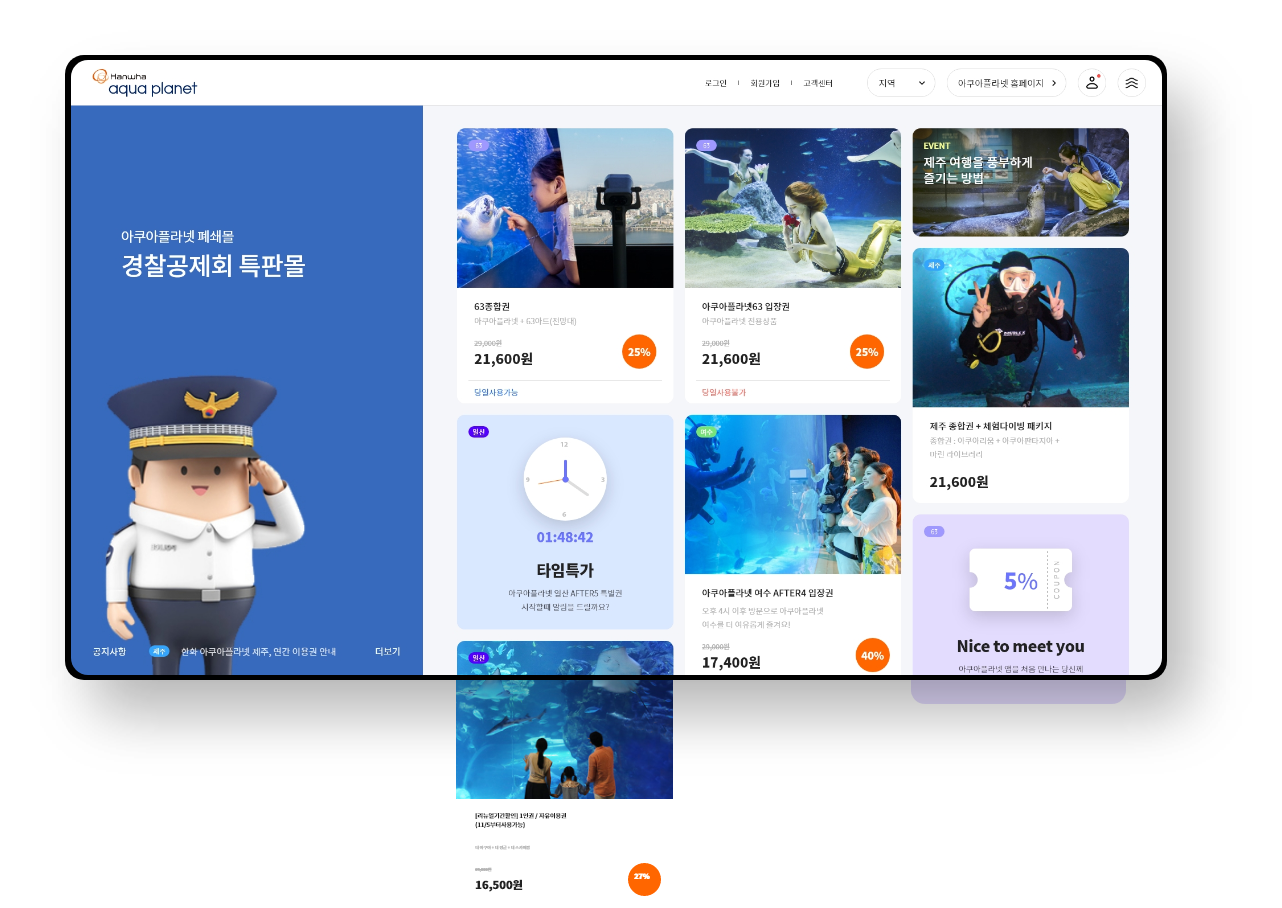 Hanwha
aqua planet
로그인
회원가입
고객센터
지역
아쿠아플라넷 홈페이지
아쿠아플라넷 폐쇄몰
경찰공제회 특판몰
공지사항
제주
한화 아쿠아플라넷 제주, 연간 이용권 안내
더보기
63
63종합권
아쿠아플라넷 + 63아트(전망대)
29,000원
21,600원
25%
당일사용가능
63
아쿠아플라넷63 입장권
아쿠아플라넷 전용상품
29,000원
21,600원
25%
당일사용불가
EVENT
제주 여행을 풍부하게
즐기는 방법
제주
제주 종합권 + 체험다이빙 패키지
종합권 : 아쿠아리움 + 아쿠아판타지아 +
마린 라이브러리
21,600원
일산
12
3
6
9
01:48:42
타임특가
아쿠아플라넷 일산 AFTER5 특별권
시작할때 알림을 드릴까요?
여수
아쿠아플라넷 여수 AFTER4 입장권
오후 4시 이후 방문으로 아쿠아플라넷
여수를 더 여유롭게 즐겨요!
29,000원
17,400원
40%
63
5%
COUPON
Nice to meet you
아쿠아플라넷 앱을 처음 만나는 당신께
일산
[리뉴얼기간할인] 1인권 / 자유이용권
(11/5부터사용가능)
16,500원
27%